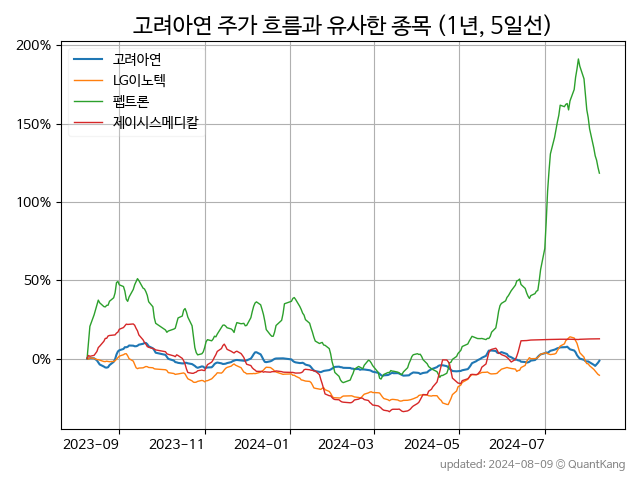 고려아연 주가 흐름과 유사한 종목 (1년, 5일선)
200%
150%
100%
50%
0%
고려아연
LG이노텍
펩트론
제이시스메디칼
2023-09
2023-11
2024-01
2024-03
2024-05
2024-07
updated: 2024-08-09 © QuantKang